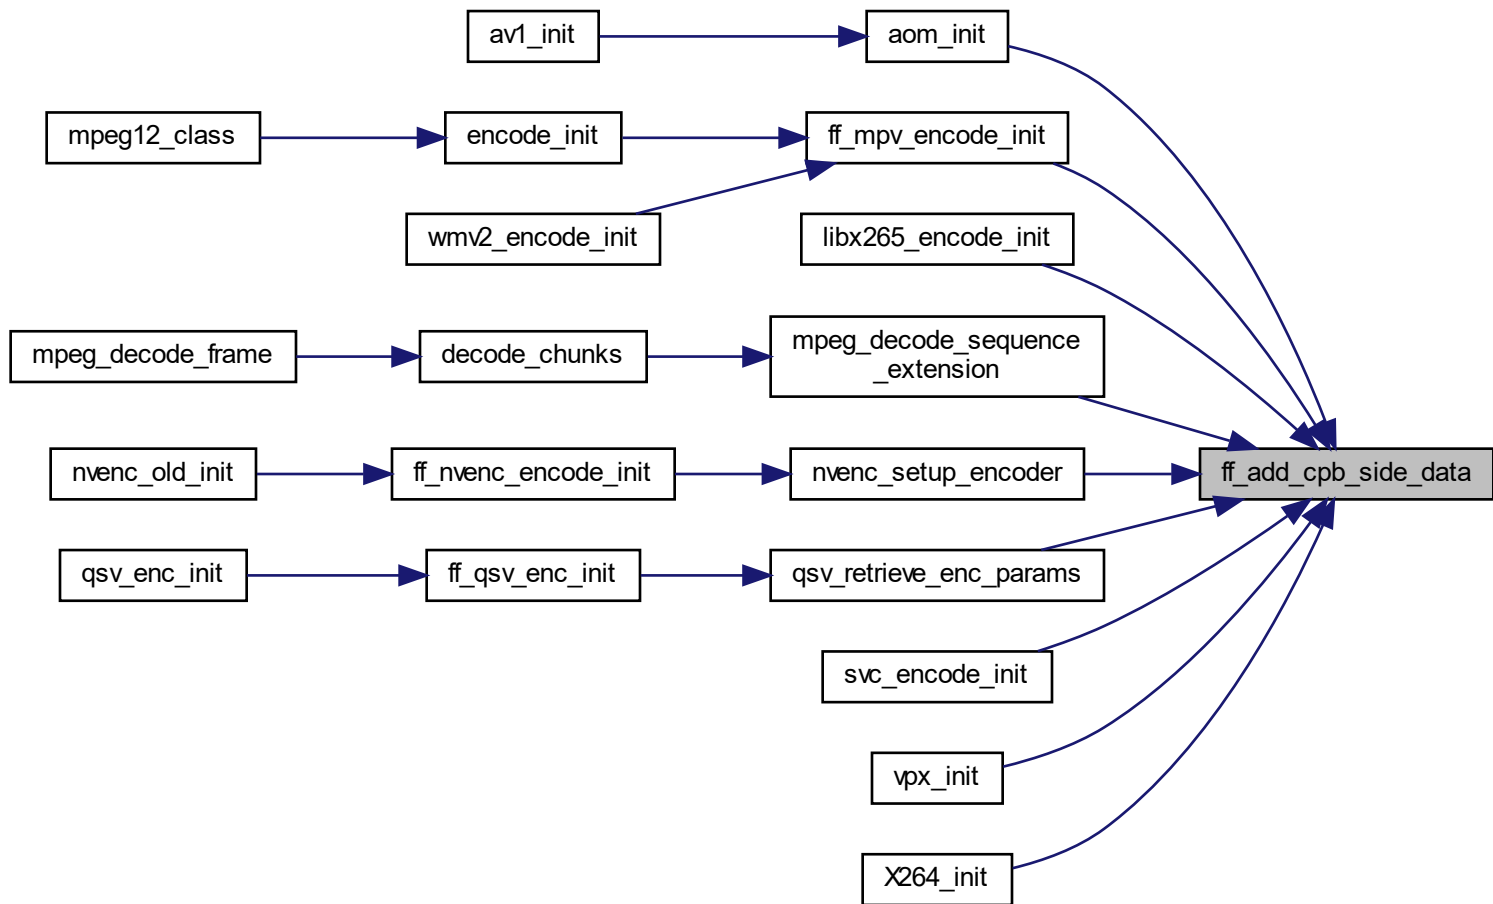 av1_init
aom_init
mpeg12_class
encode_init
ff_mpv_encode_init
wmv2_encode_init
libx265_encode_init
mpeg_decode_frame
decode_chunks
mpeg_decode_sequence
_extension
nvenc_old_init
ff_nvenc_encode_init
nvenc_setup_encoder
ff_add_cpb_side_data
qsv_enc_init
ff_qsv_enc_init
qsv_retrieve_enc_params
svc_encode_init
vpx_init
X264_init